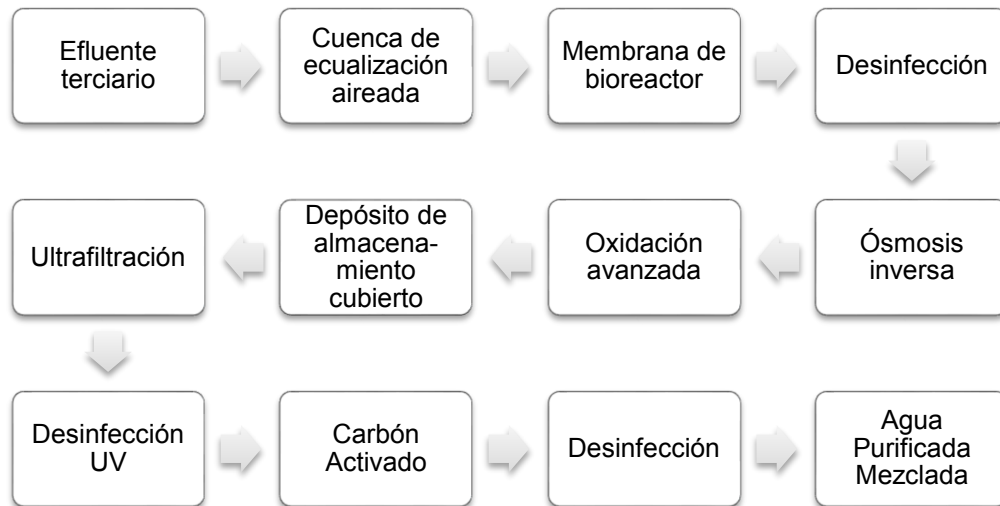 Efluente
terciario
Cuenca de
ecualización
aireada
Membrana de
bioreactor
Desinfección
Ultrafiltración
Depósito de
almacena-
miento
cubierto
Oxidación
avanzada
Ósmosis
inversa
Desinfección
UV
Carbón
Activado
Desinfección
Agua
Purificada
Mezclada